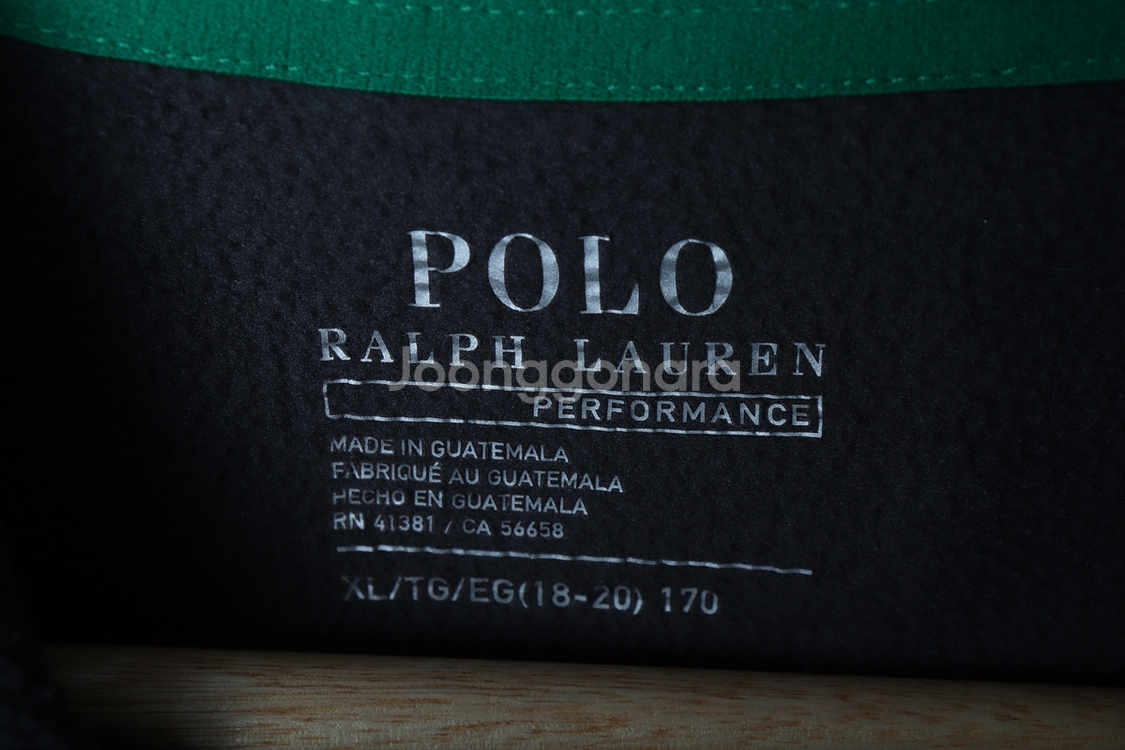 POLO
RALPH LAUREN
Joonggonara
PERFORMANCE
MADE IN GUATEMALA
FABRIQUÉ AU GUATEMALA
HECHO EN GUATEMALA
RN 41381 / CA 56658
XL/TG/EG(18-20) 170